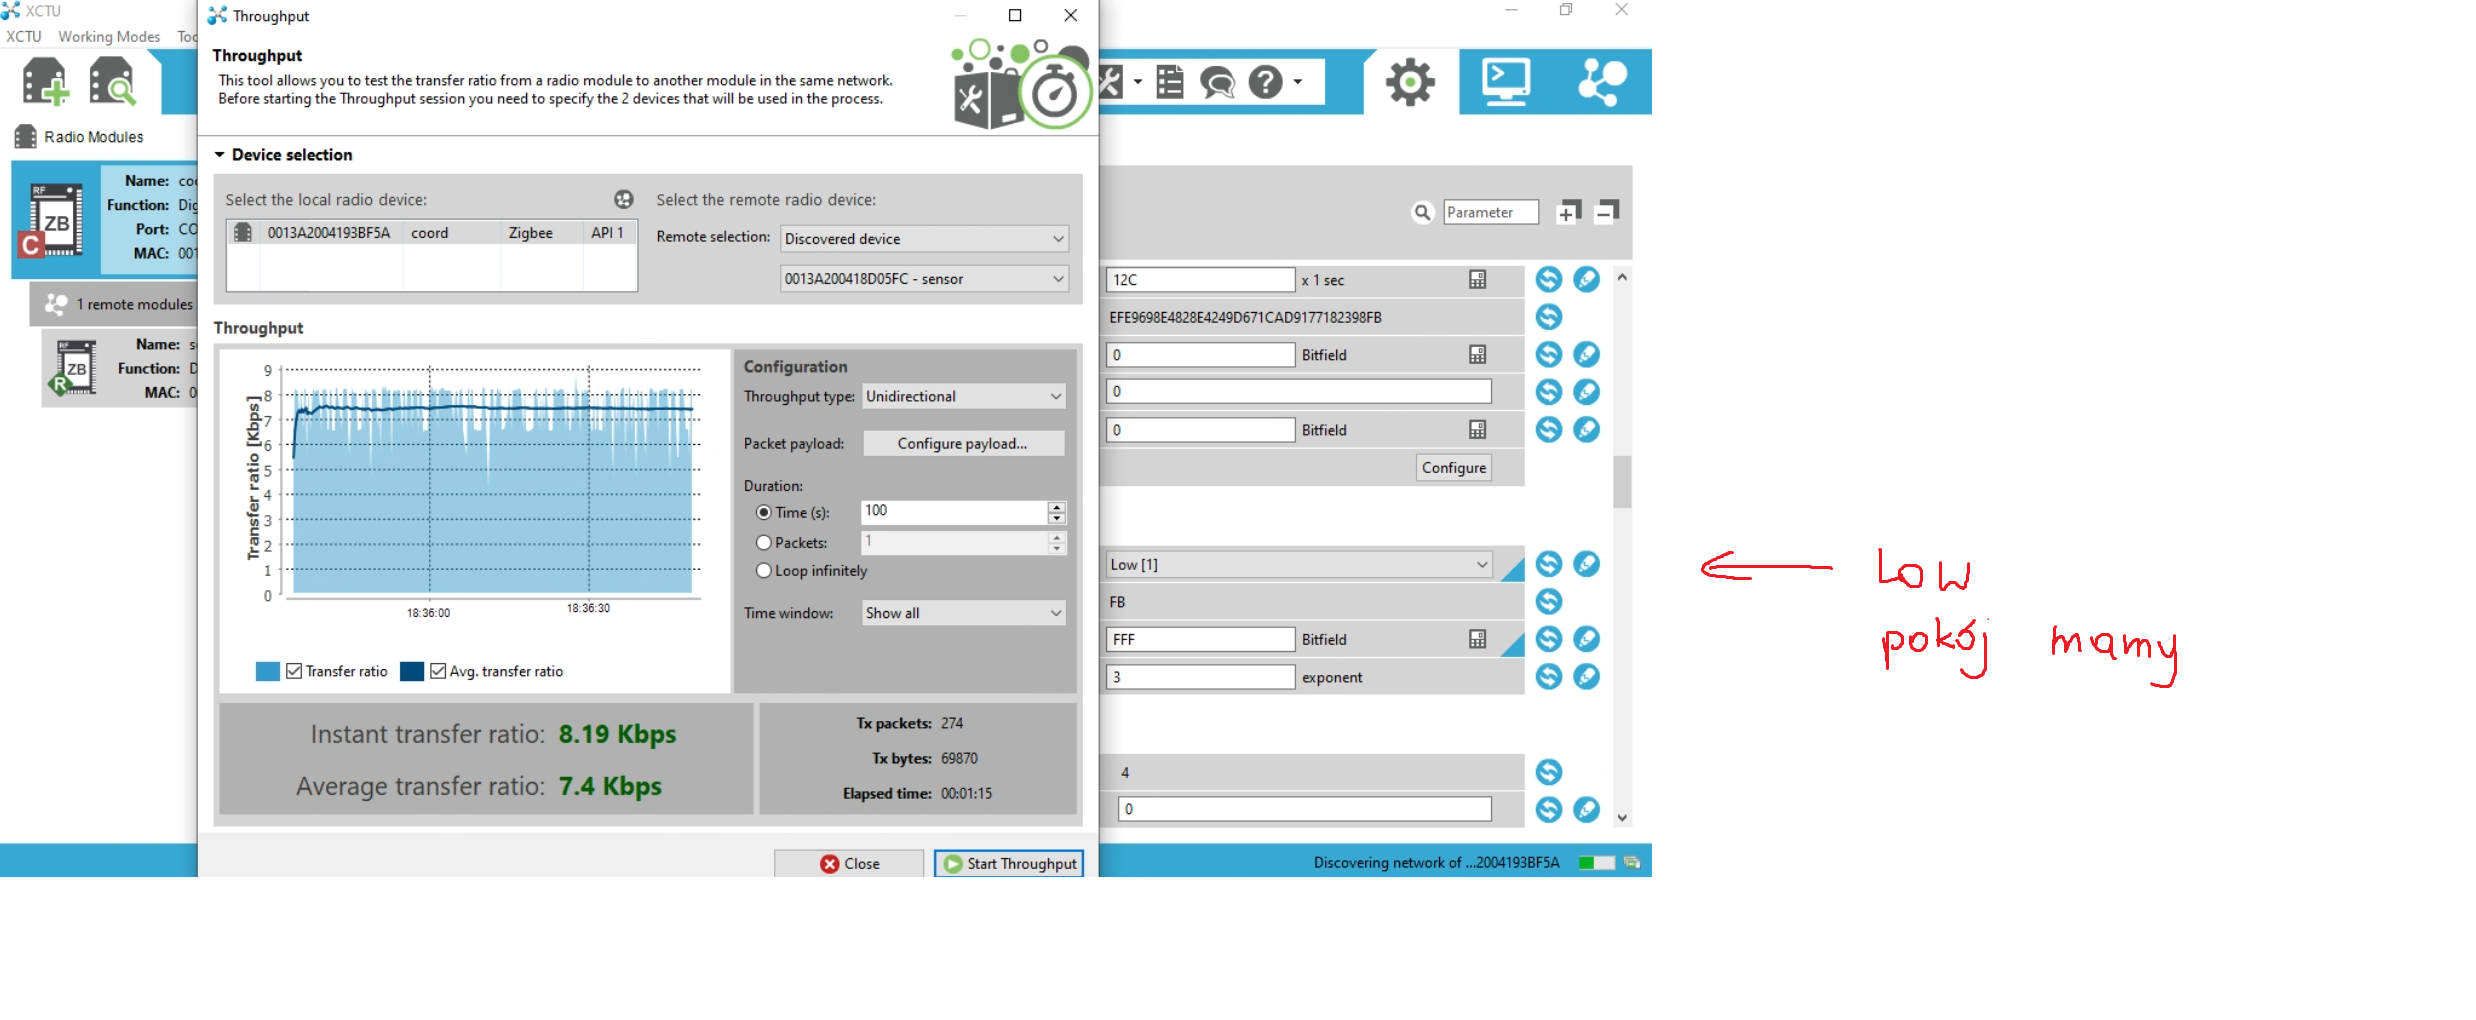 XCTU
XCTU Working Modes Too
Radio Modules
Name: coo
Function: Dig
Port: CO
MAC: 001
RF
ZB
C
1 remote modules
Name: s
Function: D
MAC: 0
RF
ZB
R
Throughput
Throughput
This tool allows you to test the transfer ratio from a radio module to another module in the same network.
Before starting the Throughput session you need to specify the 2 devices that will be used in the process.
Device selection
Select the local radio device:
0013A2004193BF5A coord Zigbee API 1
Select the remote radio device:
Remote selection: Discovered device
0013A200418D05FC - sensor
Throughput
Transfer ratio [Kbps]
9
8
7
6
5
4
3
2
1
0
18:36:00 18:36:30
Transfer ratio Avg. transfer ratio
Configuration
Throughput type: Unidirectional
Packet payload: Configure payload...
Duration:
Time (s): 100
Packets: 1
Loop infinitely
Time window: Show all
Instant transfer ratio: 8.19 Kbps
Average transfer ratio: 7.4 Kbps
Tx packets: 274
Tx bytes: 69870
Elapsed time: 00:01:15
Close Start Throughput
Parameter
12C x 1 sec
EFE9698E4828E4249D671CAD9177182398FB
0 Bitfield
0
0 Bitfield
Configure
Low [1]
FB
FFF Bitfield
3 exponent
4
0
Discovering network of ...2004193BF5A
Low
pokój mamy